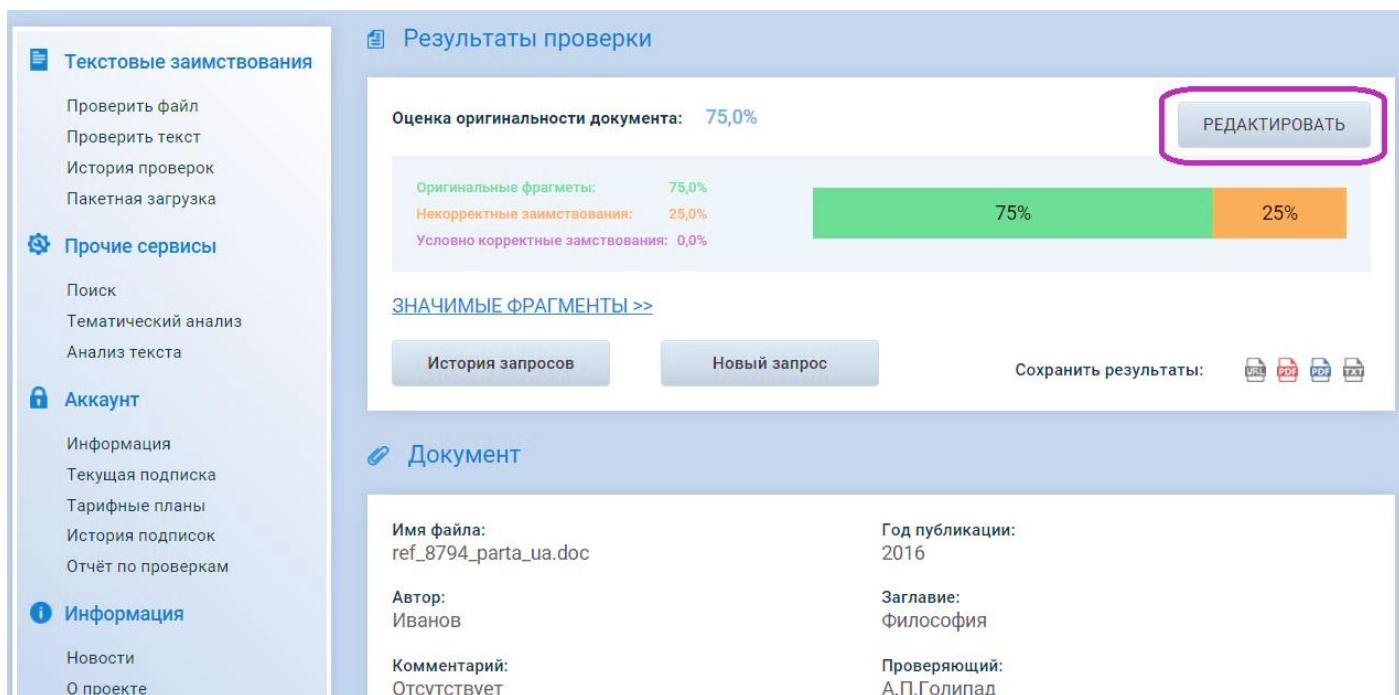 Текстовые заимствования
Проверить файл
Проверить текст
История проверок
Пакетная загрузка
Прочие сервисы
Поиск
Тематический анализ
Анализ текста
Аккаунт
Информация
Текущая подписка
Тарифные планы
История подписок
Отчёт по проверкам
Информация
Новости
О проекте
Результаты проверки
Оценка оригинальности документа: 75,0%
РЕДАКТИРОВАТЬ
Оригинальные фрагметы: 75,0%
Некорректные заимствования: 25,0%
Условно корректные замствования: 0,0%
75% 25%
ЗНАЧИМЫЕ ФРАГМЕНТЫ >>
История запросов Новый запрос Сохранить результаты: URL PDF PDF TXT
Документ
Имя файла: Год публикации:
ref_8794_parta_ua.doc 2016
Автор: Заглавие:
Иванов Философия
Комментарий: Проверяющий:
Отсутствует А.П.Голипад